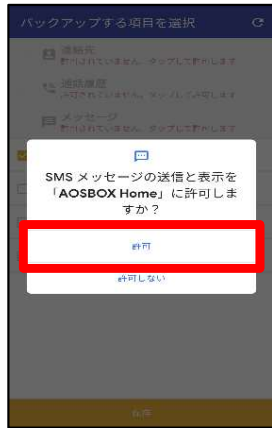 バックアップする項目を選択
連絡先
許可されていません。タップして許可します
通話履歴
許可されていません。タップして許可します
メッセージ
許可されていません。タップして許可します
SMS メッセージの送信と表示を
「AOSBOX Home」に許可しま
すか？
許可
許可しない
保存